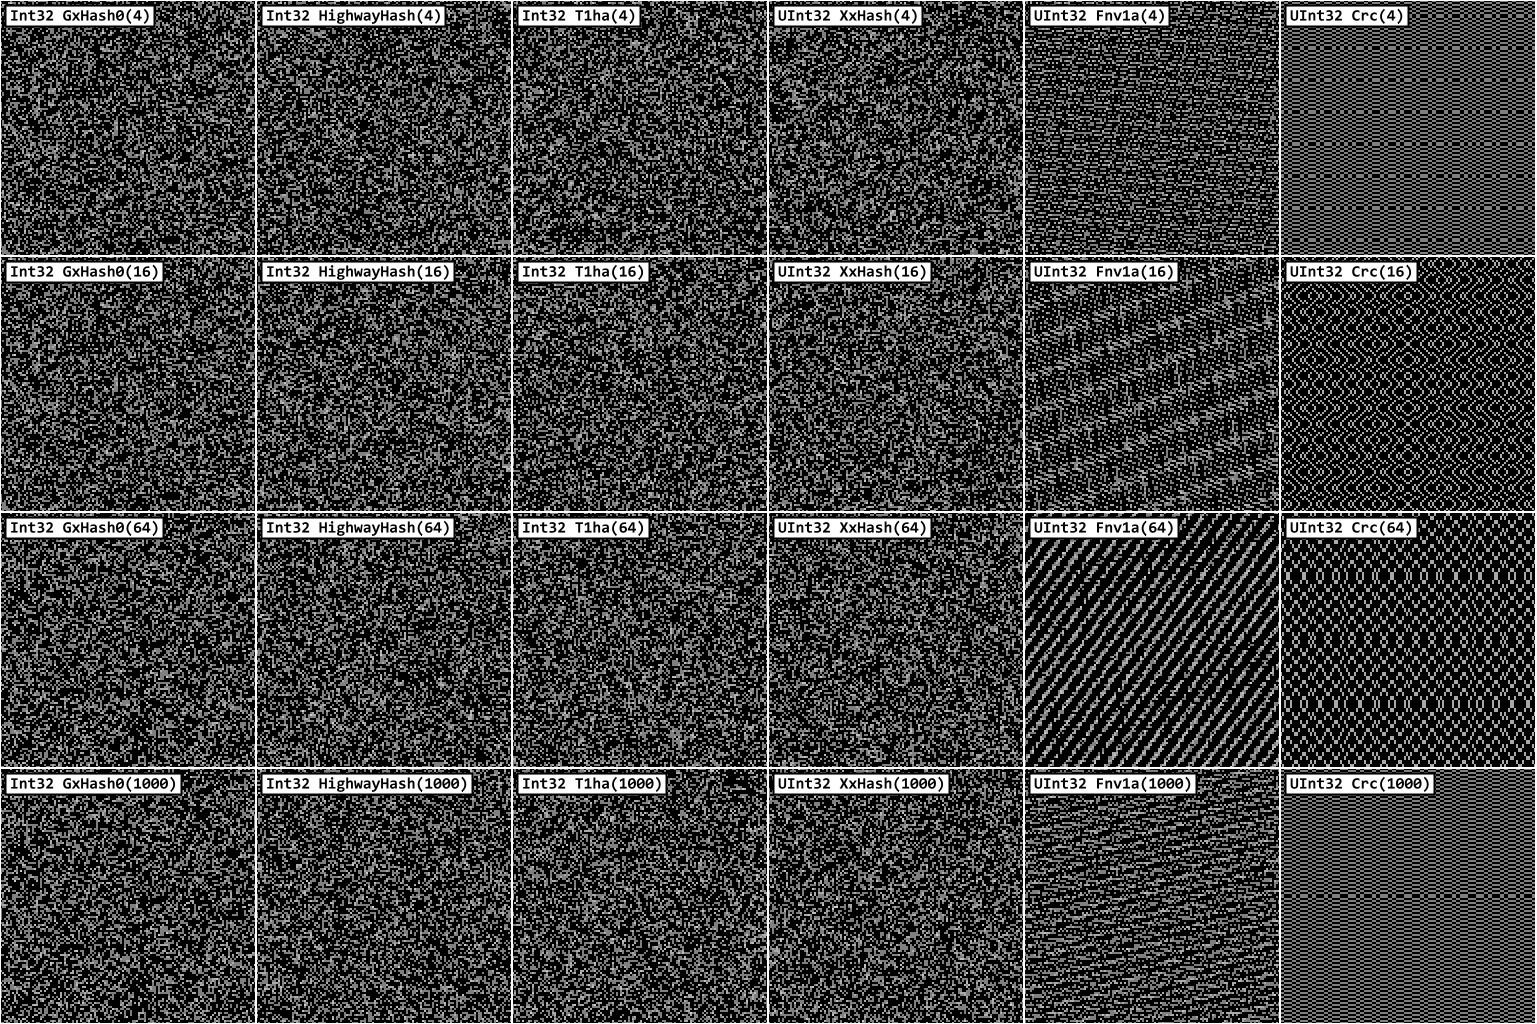 Int32 GxHash0(4)
Int32 HighwayHash(4)
Int32 T1ha(4)
UInt32 XxHash(4)
UInt32 Fnv1a(4)
UInt32 Crc(4)
Int32 GxHash0(16)
Int32 HighwayHash(16)
Int32 T1ha(16)
UInt32 XxHash(16)
UInt32 Fnv1a(16)
UInt32 Crc(16)
Int32 GxHash0(64)
Int32 HighwayHash(64)
Int32 T1ha(64)
UInt32 XxHash(64)
UInt32 Fnv1a(64)
UInt32 Crc(64)
Int32 GxHash0(1000)
Int32 HighwayHash(1000)
Int32 T1ha(1000)
UInt32 XxHash(1000)
UInt32 Fnv1a(1000)
UInt32 Crc(1000)